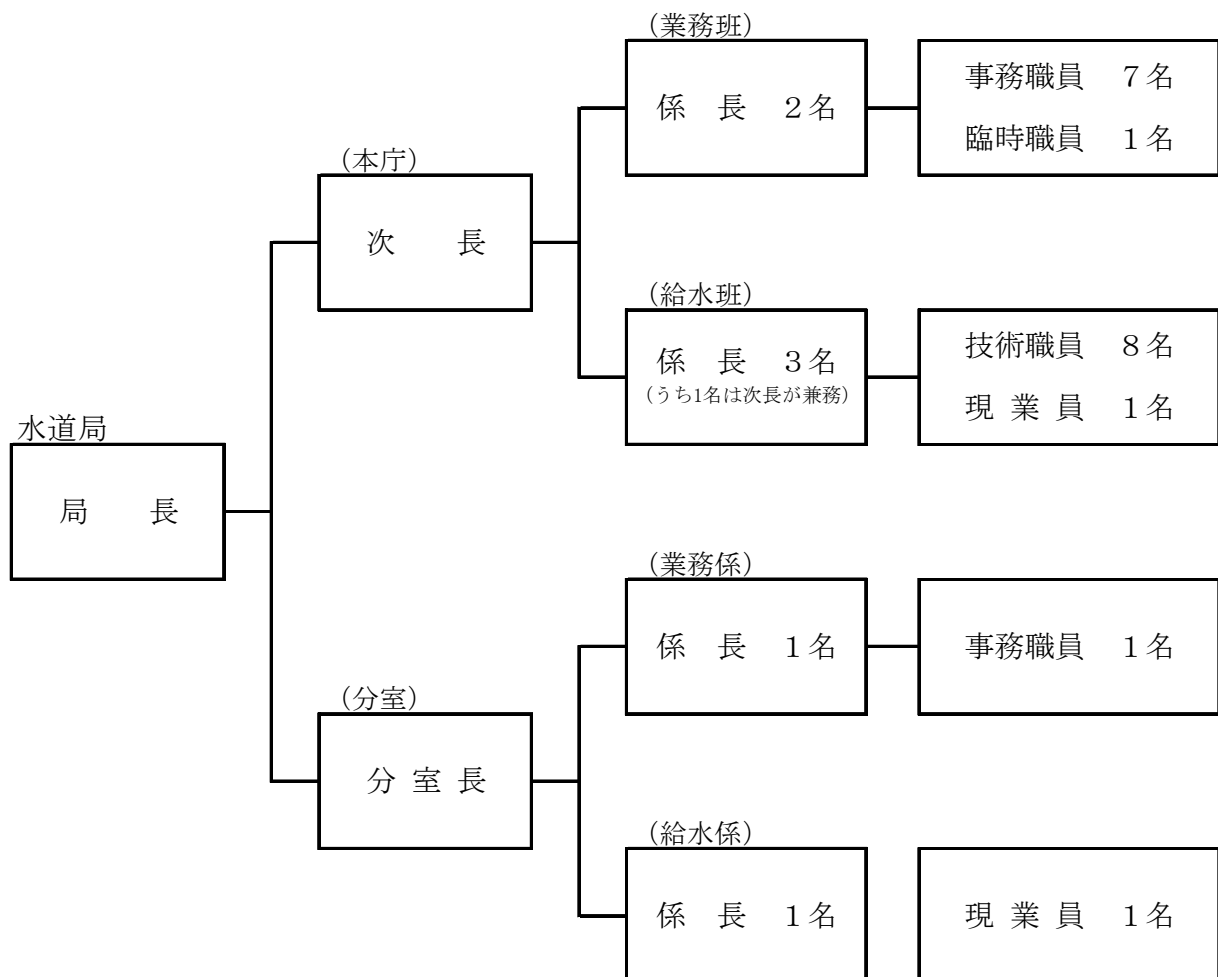 (業務班)
係　長　２名
事務職員　７名
臨時職員　１名
(本庁)
次　　長
(給水班)
係　長　３名
(うち1名は次長が兼務)
技術職員　８名
現 業 員　１名
水道局
局　　長
(業務係)
係　長　１名
事務職員　１名
(分室)
分 室 長
(給水係)
係　長　１名
現 業 員　１名